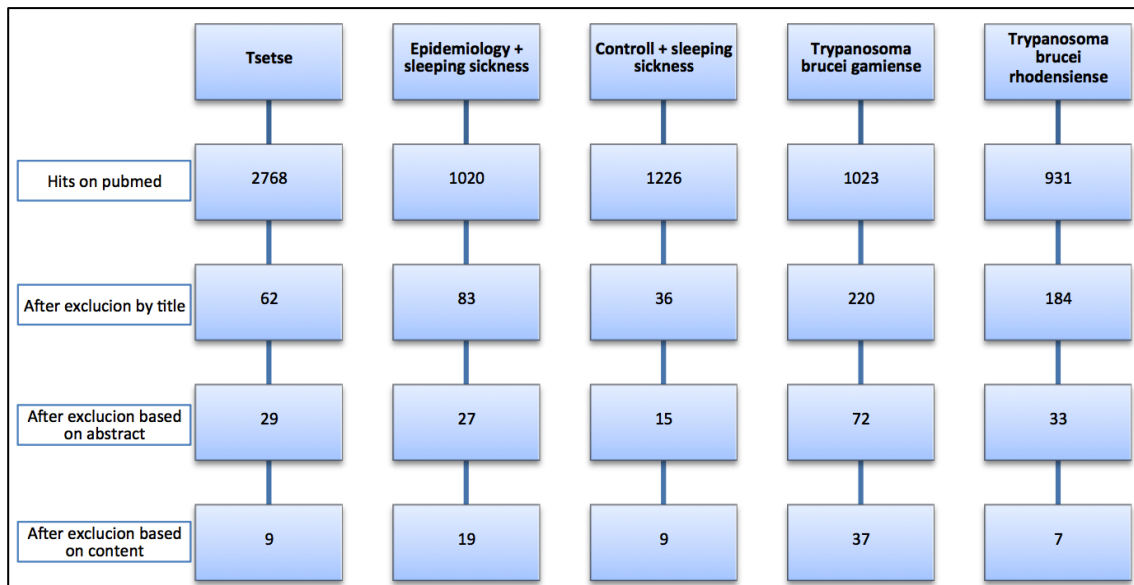 Tsetse
Epidemiology +
sleeping sickness
Controll + sleeping
sickness
Trypanosoma
brucei gamiense
Trypanosoma
brucei
rhodensiense
Hits on pubmed
2768
1020
1226
1023
931
After exclucion by title
62
83
36
220
184
After exclucion based
on abstract
29
27
15
72
33
After exclucion based
on content
9
19
9
37
7